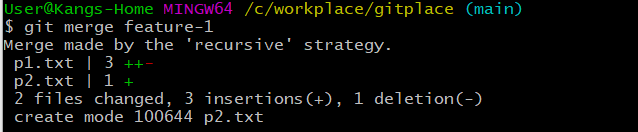 User@Kangs-Home MINGW64 /c/workplace/gitplace (main)
$ git merge feature-1
Merge made by the 'recursive' strategy.
 p1.txt | 3 ++-
 p2.txt | 1 +
 2 files changed, 3 insertions(+), 1 deletion(-)
 create mode 100644 p2.txt